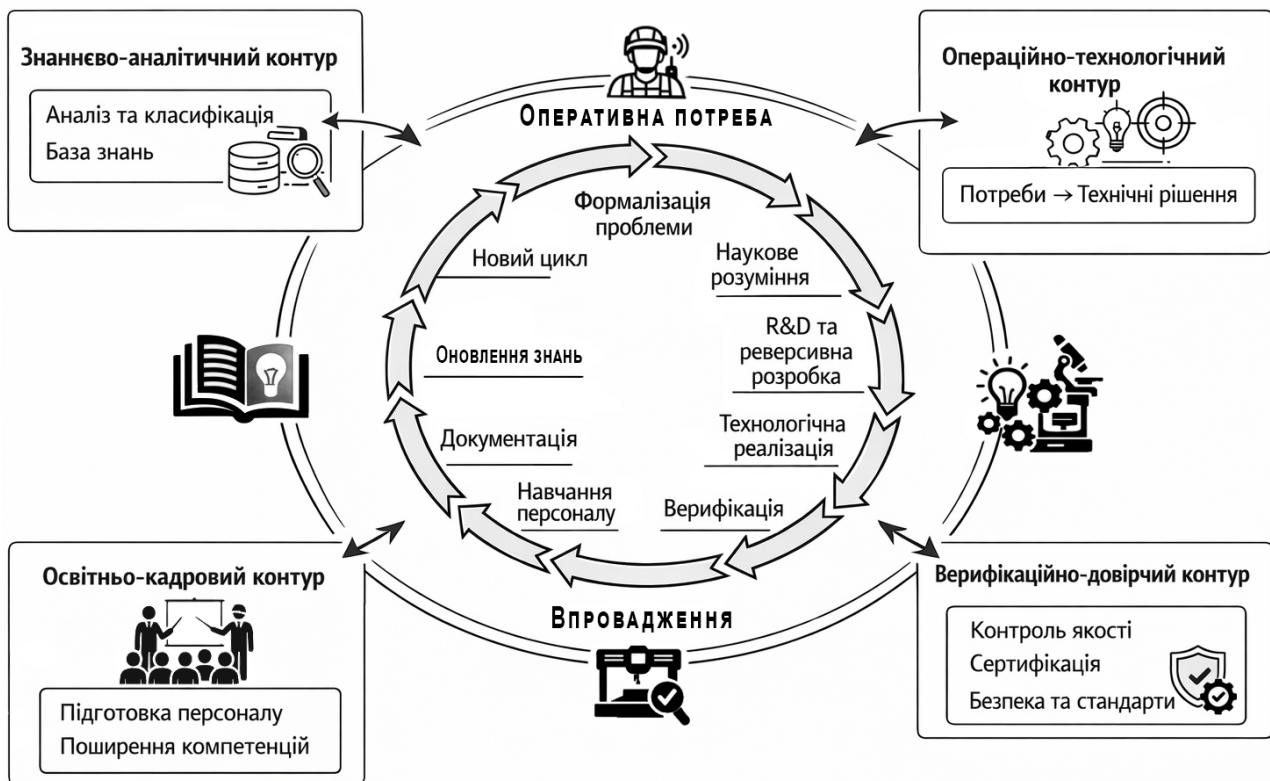 Знаннєво-аналітичний контур
Аналіз та класифікація
База знань
ОПЕРАТИВНА ПОТРЕБА
Операційно-технологічний
контур
Потреби → Технічні рішення
Формалізація
проблеми
Наукове
розуміння
R&D та
реверсивна
розробка
Технологічна
реалізація
Верифікація
Навчання
персоналу
Документація
Оновлення знань
Новий цикл
ВПРОВАДЖЕННЯ
Освітньо-кадровий контур
Підготовка персоналу
Поширення компетенцій
Верифікаційно-довірчий контур
Контроль якості
Сертифікація
Безпека та стандарти